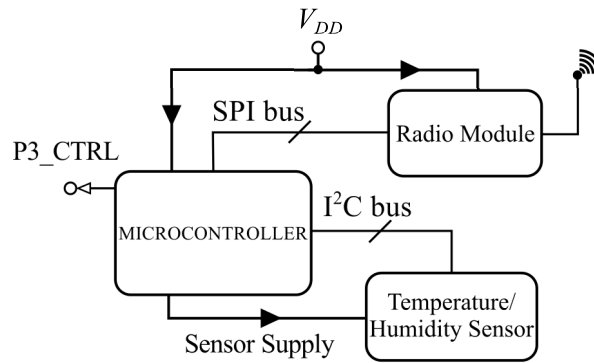 V_DD
SPI bus
Radio Module
P3_CTRL
MICROCONTROLLER
I²C bus
Temperature/
Humidity Sensor
Sensor Supply